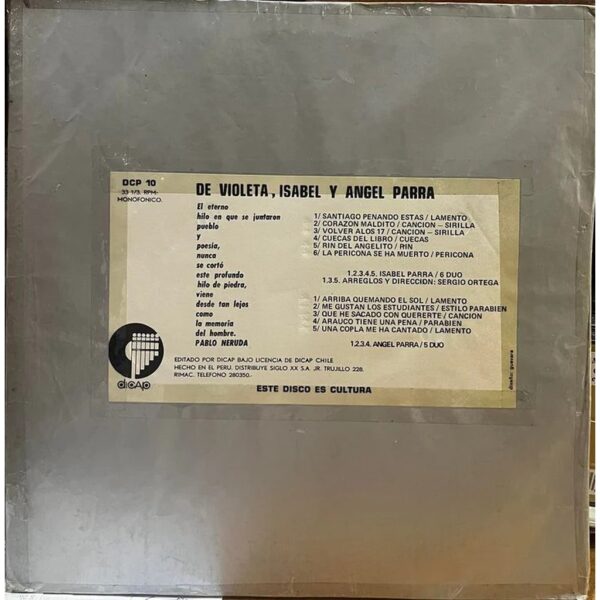 DCP 10
33 1/3. RPM.
MONOFONICO.
DE VIOLETA, ISABEL Y ANGEL PARRA
El eterno
hilo en que se juntaron
pueblo
y
poesía,
nunca
se cortó
este profundo
hilo de piedra,
viene
desde tan lejos
como
la memoria
del hombre.
PABLO NERUDA
1/ SANTIAGO PENANDO ESTAS / LAMENTO
2/ CORAZON MALDITO / CANCION - SIRILLA
3/ VOLVER ALOS 17 / CANCION - SIRILLA
4/ CUECAS DEL LIBRO / CUECAS
5/ RIN DEL ANGELITO / RIN
6/ LA PERICONA SE HA MUERTO / PERICONA
1.2.3.4.5. ISABEL PARRA / 6 DUO
1.3.5. ARREGLOS Y DIRECCION: SERGIO ORTEGA
1/ ARRIBA QUEMANDO EL SOL / LAMENTO
2/ ME GUSTAN LOS ESTUDIANTES / ESTILO PARABIEN
3/ QUE HE SACADO CON QUERERTE / CANCION
4/ ARAUCO TIENE UNA PENA / PARABIEN
5/ UNA COPLA ME HA CANTADO / LAMENTO
1.2.3.4. ANGEL PARRA / 5 DUO
dicap
EDITADO POR DICAP BAJO LICENCIA DE DICAP CHILE
HECHO EN EL PERU. DISTRIBUYE SIGLO XX S.A. JR. TRUJILLO 228.
RIMAC. TELEFONO 280350.-
ESTE DISCO ES CULTURA
diseño: guevara